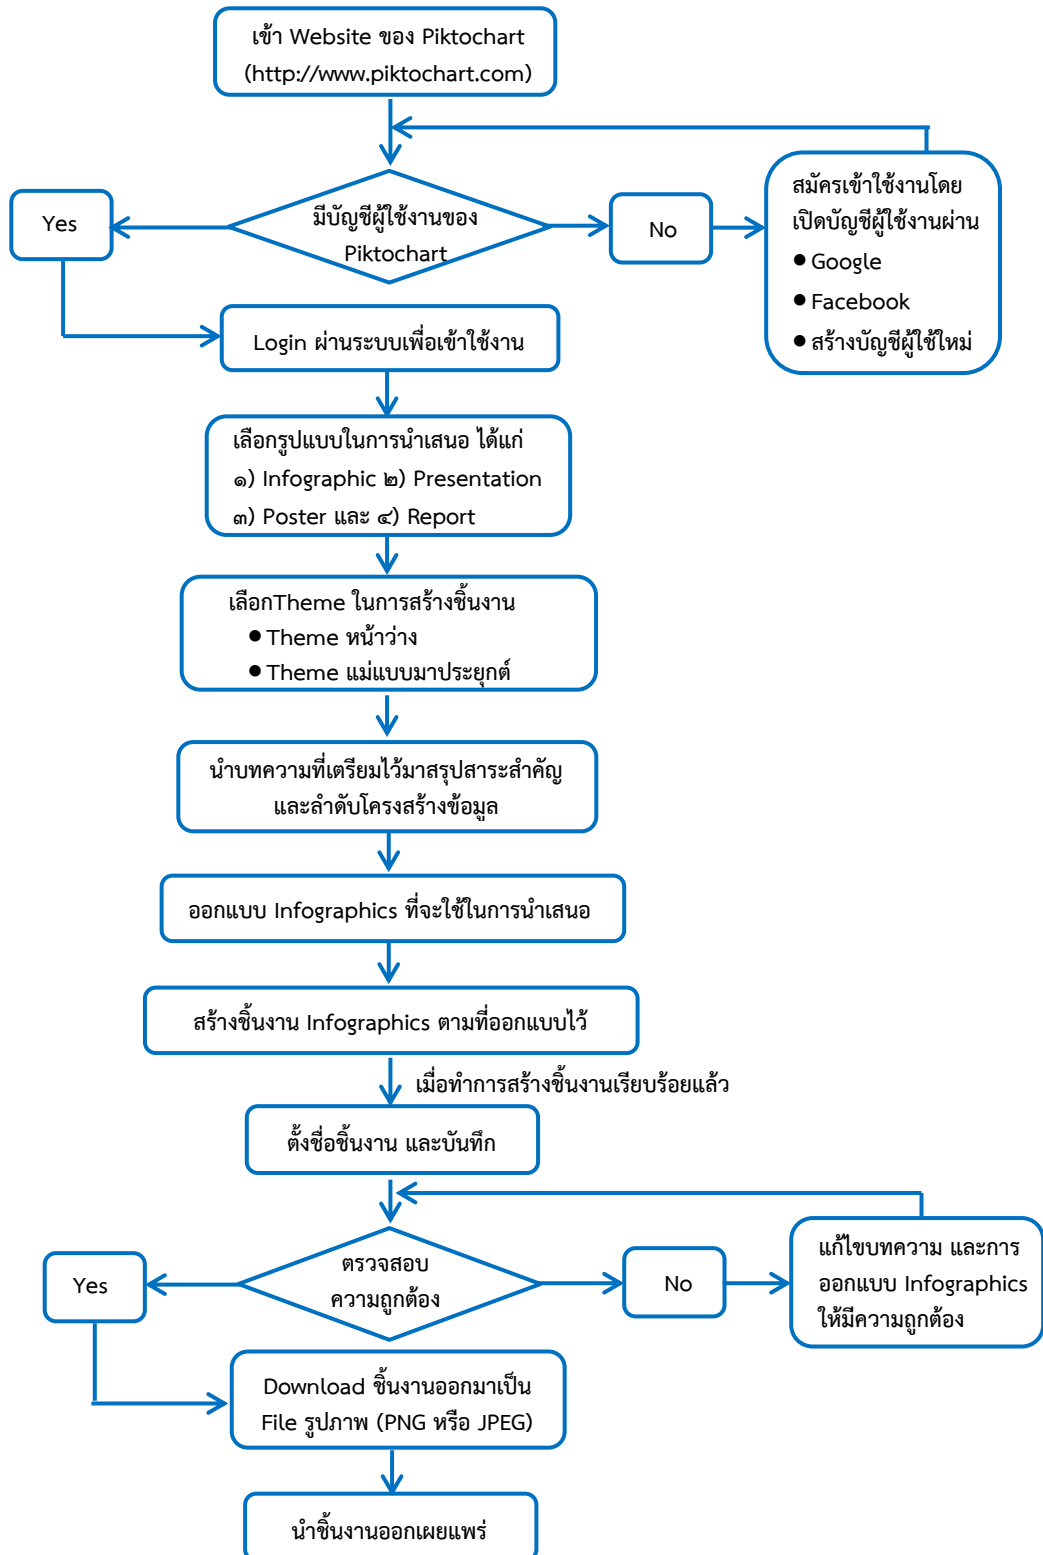 เข้า Website ของ Piktochart
(http://www.piktochart.com)
มีบัญชีผู้ใช้งานของ
Piktochart
Yes
No
สมัครเข้าใช้งานโดย
เปิดบัญชีผู้ใช้งานผ่าน
● Google
● Facebook
● สร้างบัญชีผู้ใช้ใหม่
Login ผ่านระบบเพื่อเข้าใช้งาน
เลือกรูปแบบในการนำเสนอ ได้แก่
๑) Infographic ๒) Presentation
๓) Poster และ ๔) Report
เลือกTheme ในการสร้างชิ้นงาน
● Theme หน้าว่าง
● Theme แม่แบบมาประยุกต์
นำบทความที่เตรียมไว้มาสรุปสาระสำคัญ
และลำดับโครงสร้างข้อมูล
ออกแบบ Infographics ที่จะใช้ในการนำเสนอ
สร้างชิ้นงาน Infographics ตามที่ออกแบบไว้
เมื่อทำการสร้างชิ้นงานเรียบร้อยแล้ว
ตั้งชื่อชิ้นงาน และบันทึก
ตรวจสอบ
ความถูกต้อง
Yes
No
แก้ไขบทความ และการ
ออกแบบ Infographics
ให้มีความถูกต้อง
Download ชิ้นงานออกมาเป็น
File รูปภาพ (PNG หรือ JPEG)
นำชิ้นงานออกเผยแพร่